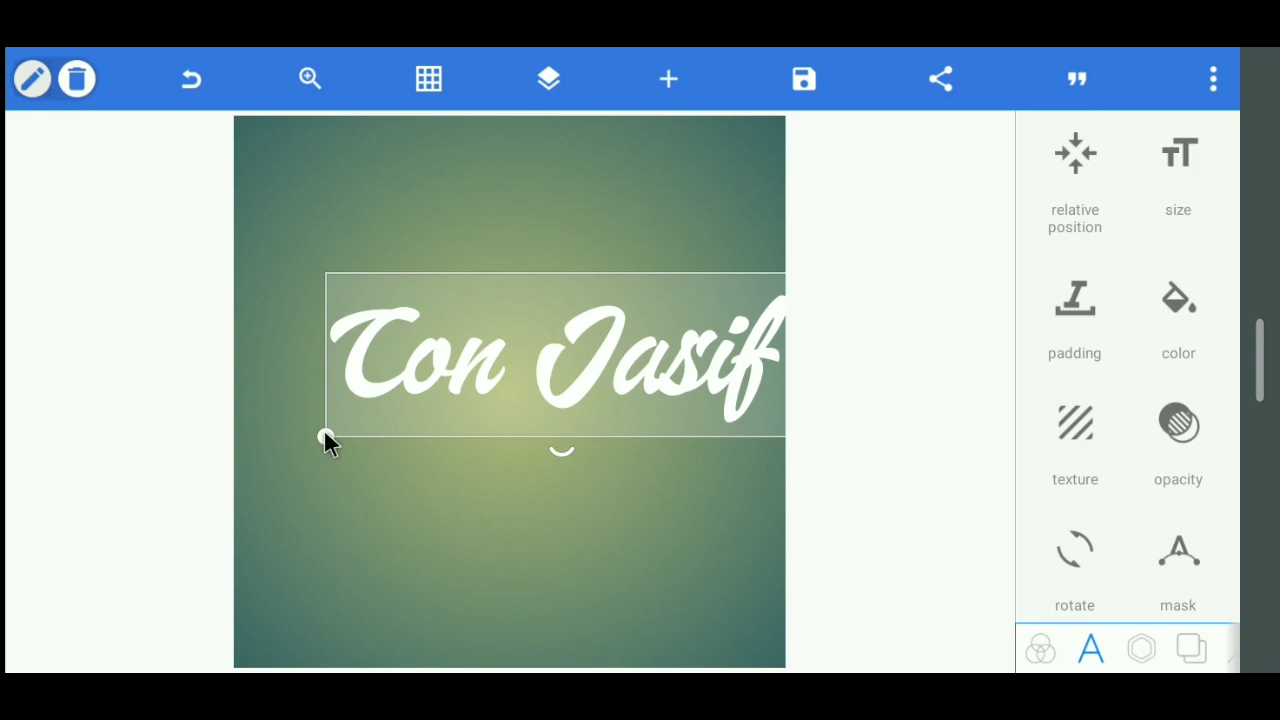 Con Jasif
relative
position
size
padding
color
texture
opacity
rotate
mask